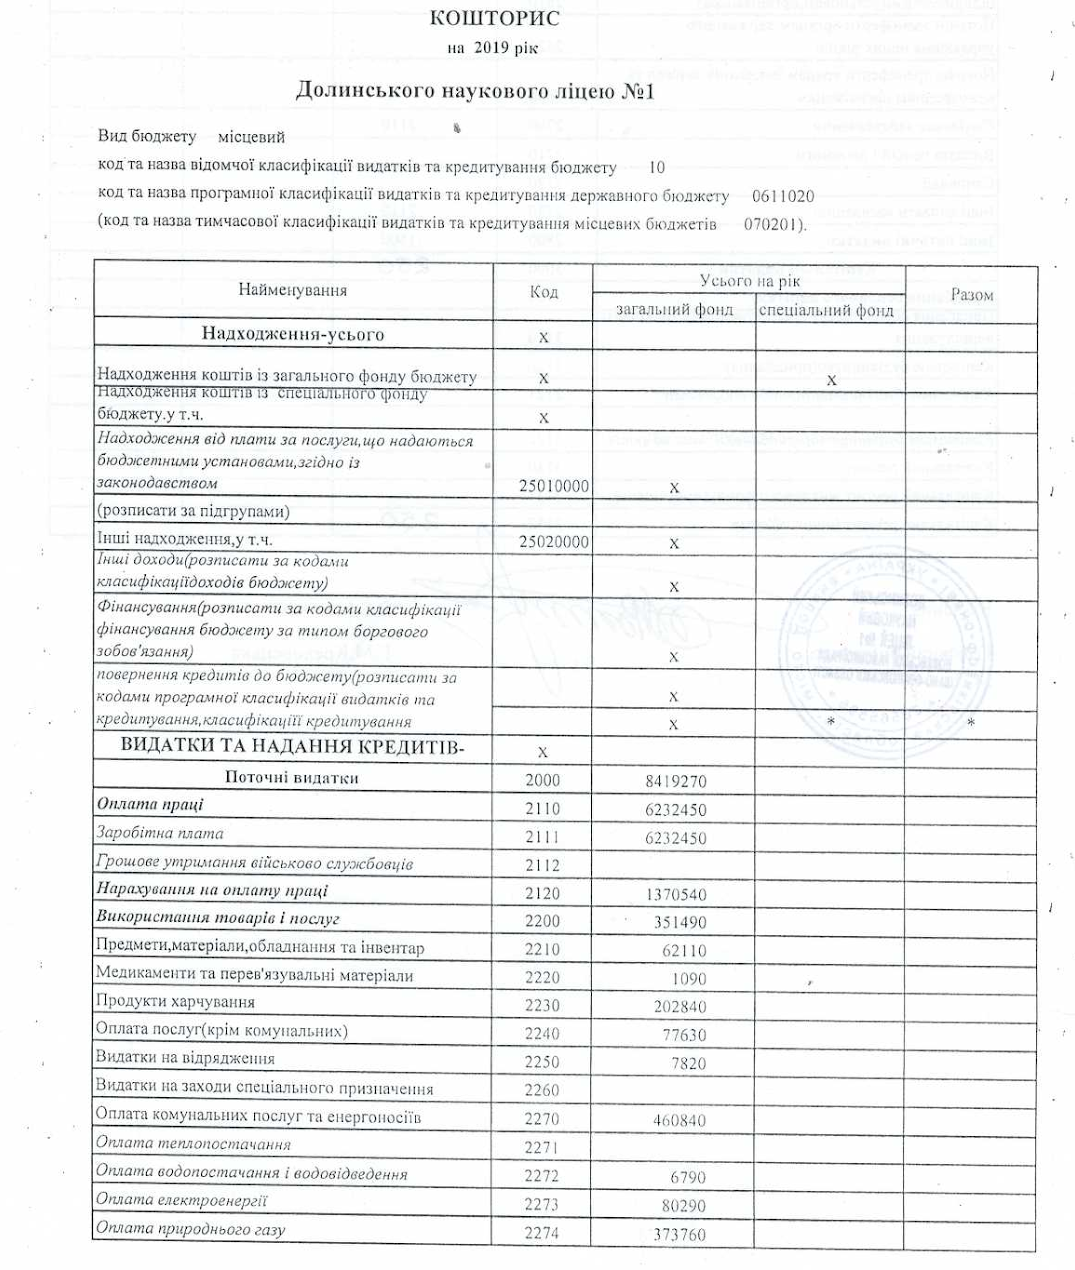 КОШТОРИС
на 2019 рік
Долинського наукового ліцею №1
Вид бюджету місцевий
код та назва відомчої класифікації видатків та кредитування бюджету 10
код та назва програмної класифікації видатків та кредитування державного бюджету 0611020
(код та назва тимчасової класифікації видатків та кредитування місцевих бюджетів 070201).
Найменування Код Усього на рік Разом
загальний фонд спеціальний фонд
Надходження-усього X
Надходження коштів із загального фонду бюджету X X
Надходження коштів із спеціального фонду
бюджету.у т.ч. X
Надходження від плати за послуги,що надаються
бюджетними установами,згідно із
законодавством 25010000 X
(розписати за підгрупами)
Інші надходження,у т.ч. 25020000 X
Інші доходи(розписати за кодами
класифікаціїдоходів бюджету) X
Фінансування(розписати за кодами класифікації
фінансування бюджету за типом боргового
зобов'язання) X
повернення кредитів до бюджету(розписати за
кодами програмної класифікації видатків та X
кредитування,класифікаціїї кредитування X * *
ВИДАТКИ ТА НАДАННЯ КРЕДИТІВ- X
Поточні видатки 2000 8419270
Оплата праці 2110 6232450
Заробітна плата 2111 6232450
Грошове утримання військово службовців 2112
Нарахування на оплату праці 2120 1370540
Використання товарів і послуг 2200 351490
Предмети,матеріали,обладнання та інвентар 2210 62110
Медикаменти та перев'язувальні матеріали 2220 1090
Продукти харчування 2230 202840
Оплата послуг(крім комунальних) 2240 77630
Видатки на відрядження 2250 7820
Видатки на заходи спеціального призначення 2260
Оплата комунальних послуг та енергоносіїв 2270 460840
Оплата теплопостачання 2271
Оплата водопостачання і водовідведення 2272 6790
Оплата електроенергії 2273 80290
Оплата природнього газу 2274 373760